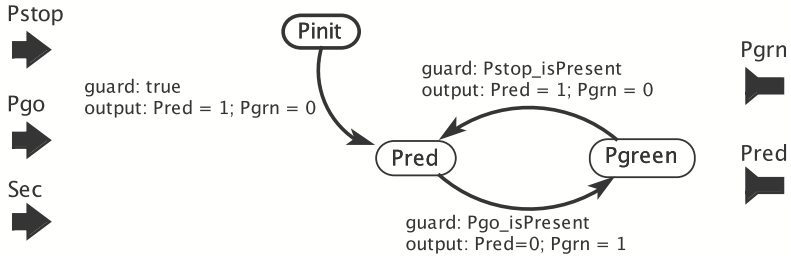 Pstop
Pgo
Sec
Pinit
guard: true
output: Pred = 1; Pgrn = 0
guard: Pstop_isPresent
output: Pred = 1; Pgrn = 0
Pred
Pgreen
guard: Pgo_isPresent
output: Pred=0; Pgrn = 1
Pgrn
Pred